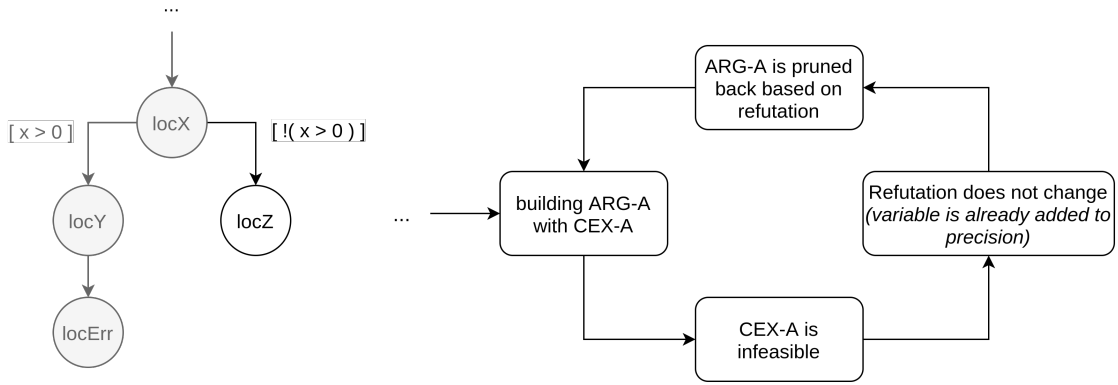 ...
locX
[ x > 0 ]
[ !( x > 0 ) ]
locY
locZ
locErr
...
building ARG-A
with CEX-A
ARG-A is pruned
back based on
refutation
Refutation does not change
(variable is already added to
precision)
CEX-A is
infeasible